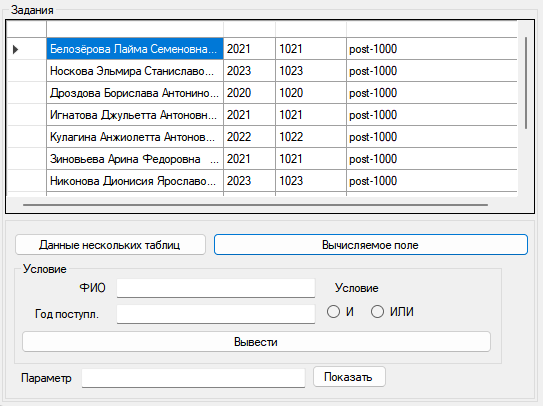 Задания
Белозёрова Лайма Семеновна... 2021 1021 post-1000
Носкова Эльмира Станиславо... 2023 1023 post-1000
Дроздова Борислава Антонино... 2020 1020 post-1000
Игнатова Джульетта Антоновн... 2021 1021 post-1000
Кулагина Анжиолетта Антонов... 2022 1022 post-1000
Зиновьева Арина Федоровна ... 2021 1021 post-1000
Никонова Дионисия Ярославо... 2023 1023 post-1000
Данные нескольких таблиц Вычисляемое поле
Условие
ФИО Условие
Год поступл. И ИЛИ
Вывести
Параметр Показать